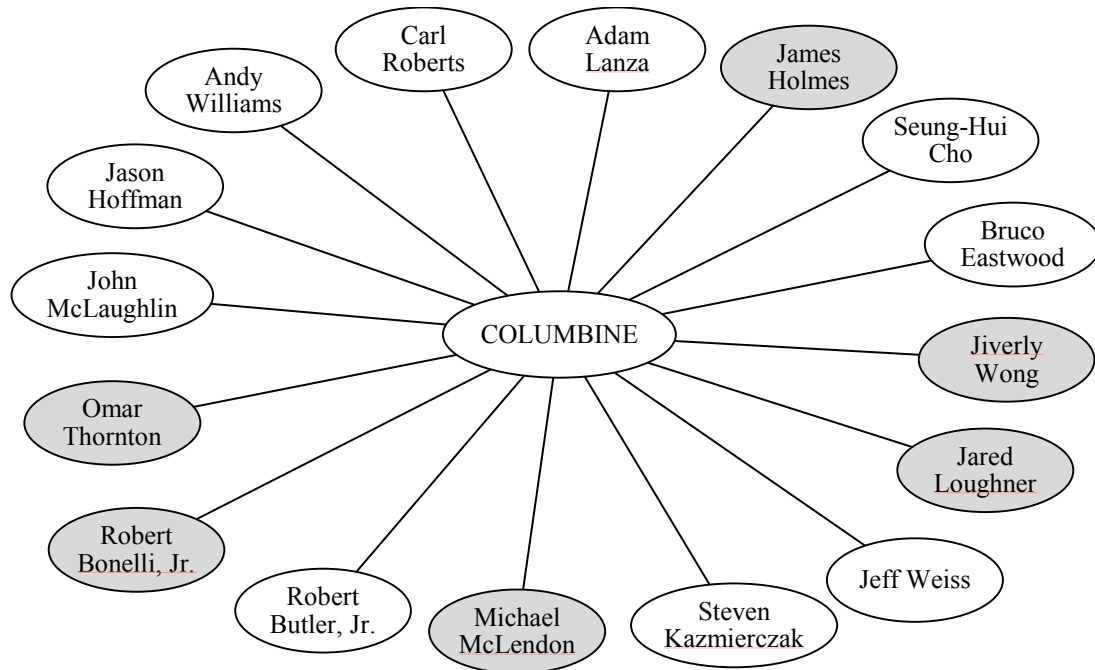 Carl
Roberts
Adam
Lanza
James
Holmes
Andy
Williams
Seung-Hui
Cho
Jason
Hoffman
Bruco
Eastwood
John
McLaughlin
COLUMBINE
Jiverly
Wong
Omar
Thornton
Jared
Loughner
Robert
Bonelli, Jr.
Jeff Weiss
Robert
Butler, Jr.
Michael
McLendon
Steven
Kazmierczak